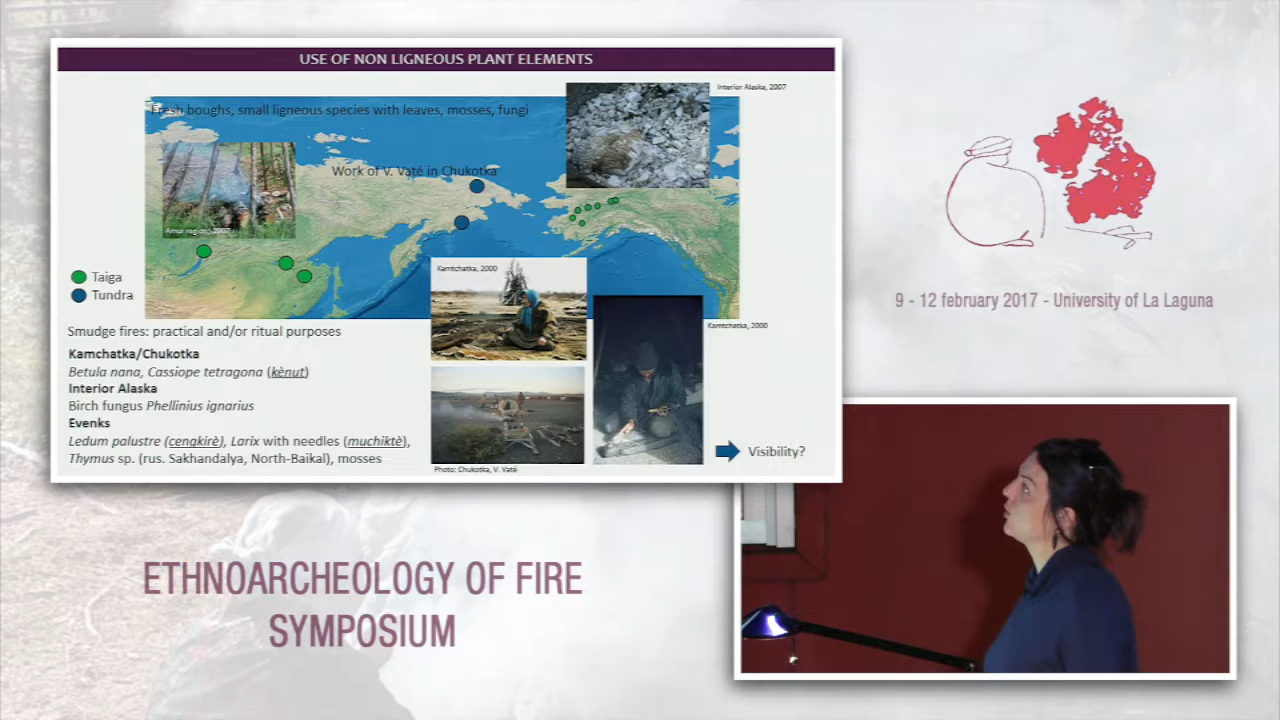 USE OF NON LIGNEOUS PLANT ELEMENTS
Interior Alaska, 2007
Fresh boughs, small ligneous species with leaves, mosses, fungi
Work of V. Vaté in Chukotka
Amur region, 2002
Kamtchatka, 2000
Taiga
Tundra
Kamtchatka, 2000
Smudge fires: practical and/or ritual purposes
Kamchatka/Chukotka
Betula nana, Cassiope tetragona (kènut)
Interior Alaska
Birch fungus Phellinius ignarius
Evenks
Ledum palustre (cengkirè), Larix with needles (muchiktè),
Thymus sp. (rus. Sakhandalya, North-Baikal), mosses
Photo: Chukotka, V. Vaté
Visibility?
9 - 12 february 2017 - University of La Laguna
ETHNOARCHEOLOGY OF FIRE
SYMPOSIUM